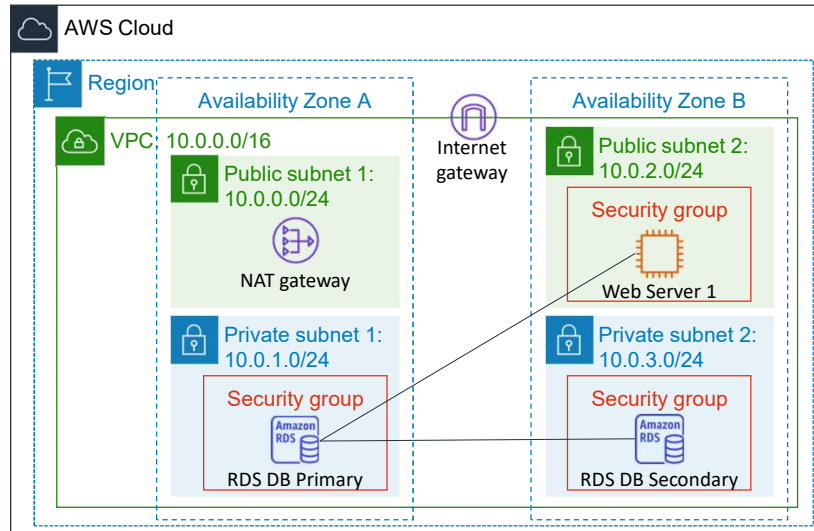 AWS Cloud
Region
Availability Zone A
Availability Zone B
VPC: 10.0.0.0/16
Internet
gateway
Public subnet 1:
10.0.0.0/24
NAT gateway
Public subnet 2:
10.0.2.0/24
Security group
Web Server 1
Private subnet 1:
10.0.1.0/24
Security group
Amazon
RDS
RDS DB Primary
Private subnet 2:
10.0.3.0/24
Security group
Amazon
RDS
RDS DB Secondary